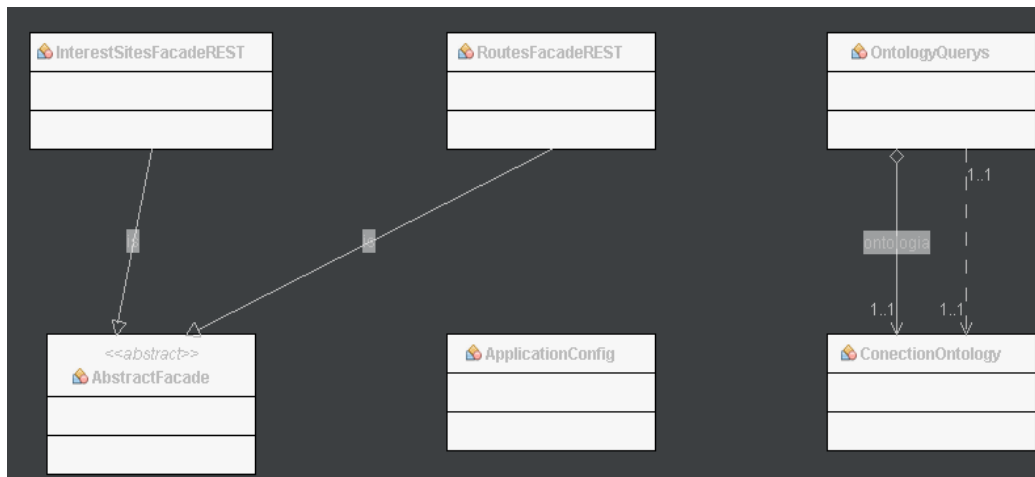 InterestSitesFacadeREST
RoutesFacadeREST
OntologyQuerys
1..1
ontologia
1..1
1..1
<<abstract>>
AbstractFacade
ApplicationConfig
ConectionOntology